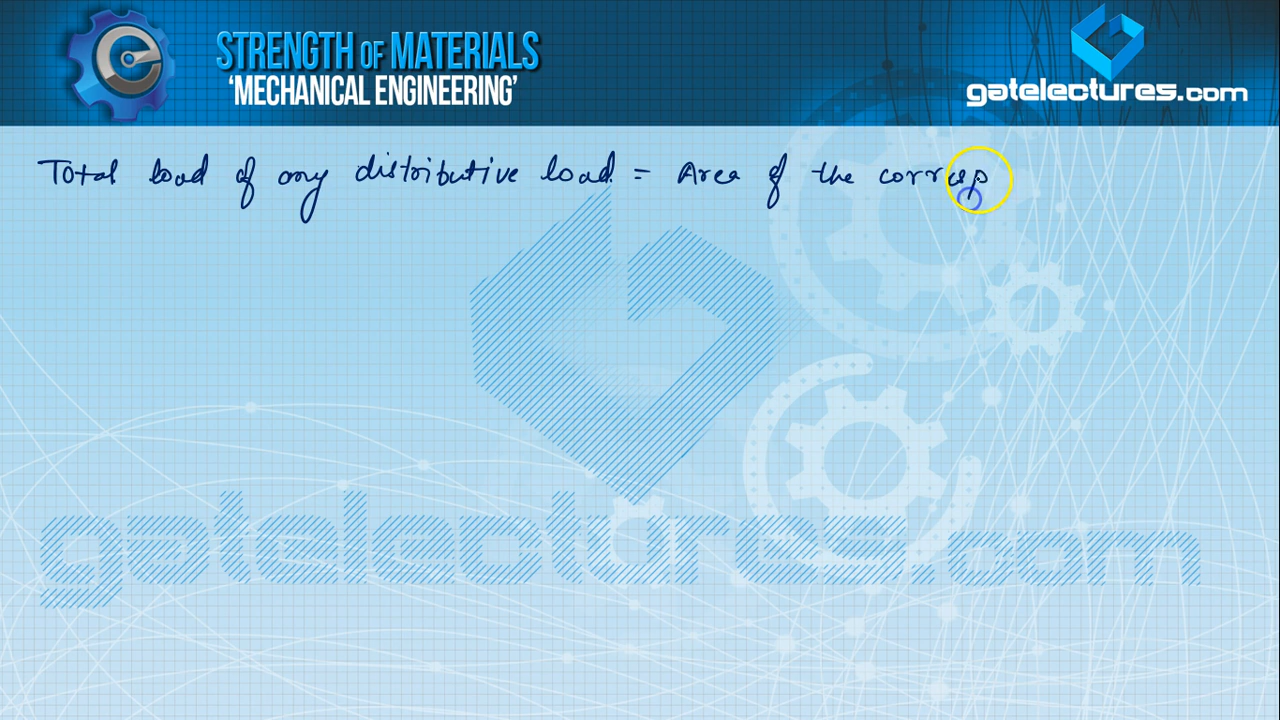 STRENGTH OF MATERIALS
'MECHANICAL ENGINEERING'
gatelectures.com
Total load of any distributive load = Area of the corresp
gatelectures.com